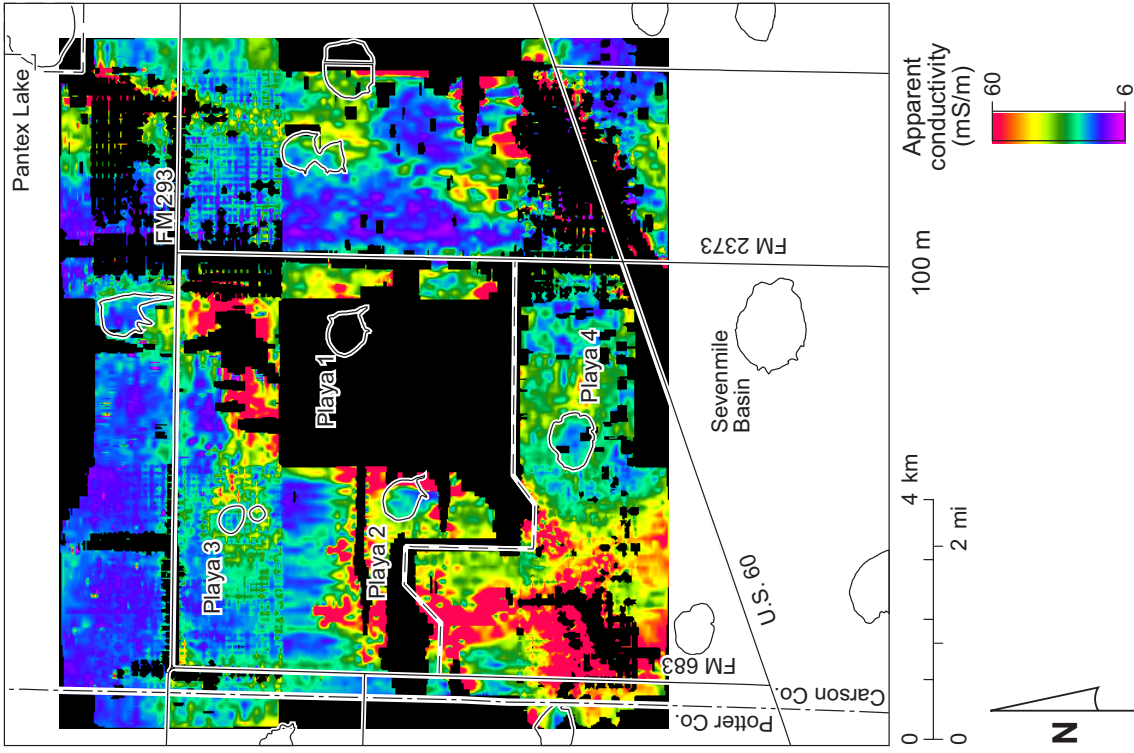 Pantex Lake
FM 293
Playa 1
Playa 3
Playa 2
Playa 4
FM 2373
Sevenmile
Basin
U.S. 60
FM 683
Carson Co.
Potter Co.
Apparent
conductivity
(mS/m)
60
6
100 m
0 4 km
0 2 mi
N